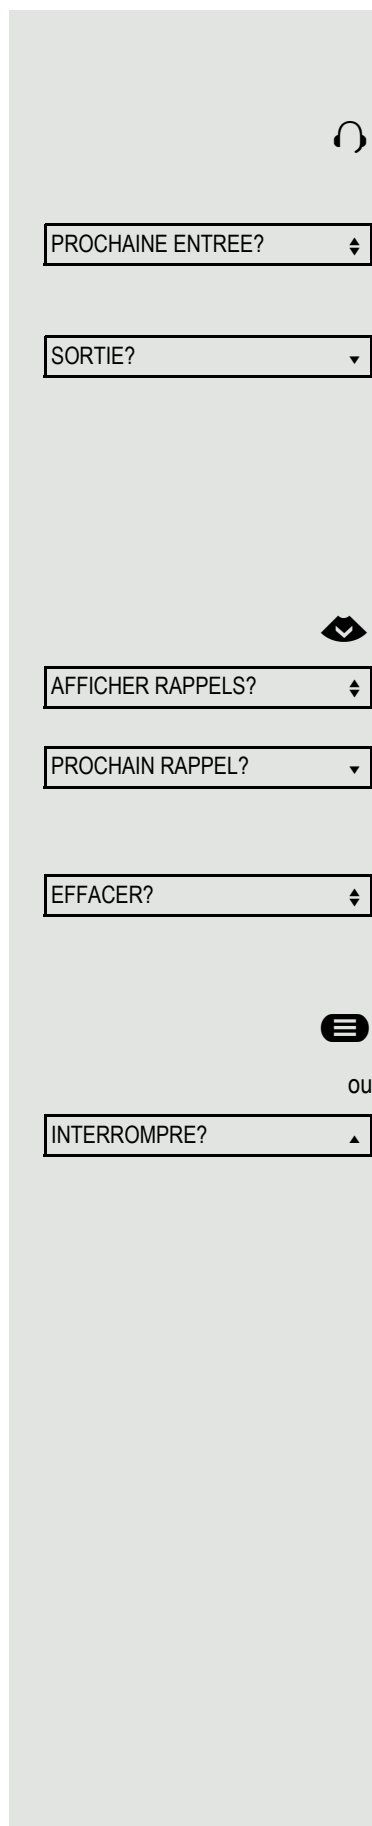 PROCHAINE ENTREE?
SORTIE?
AFFICHER RAPPELS?
PROCHAIN RAPPEL?
EFFACER?
ou
INTERROMPRE?